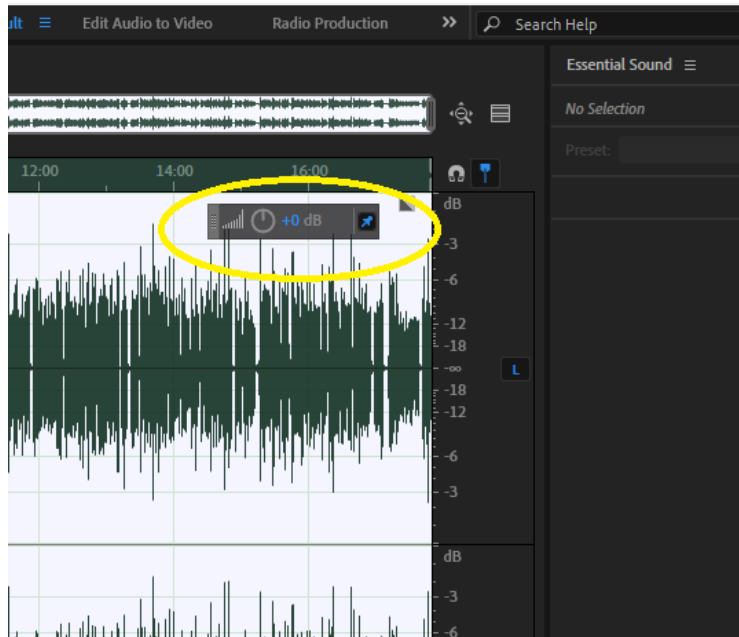 ult Edit Audio to Video Radio Production Search Help
Essential Sound
No Selection
Preset:
12:00 14:00 16:00
dB
+0 dB
-3
-6
-12
-18
-∞
L
-18
-12
-6
-3
dB
-3
-6